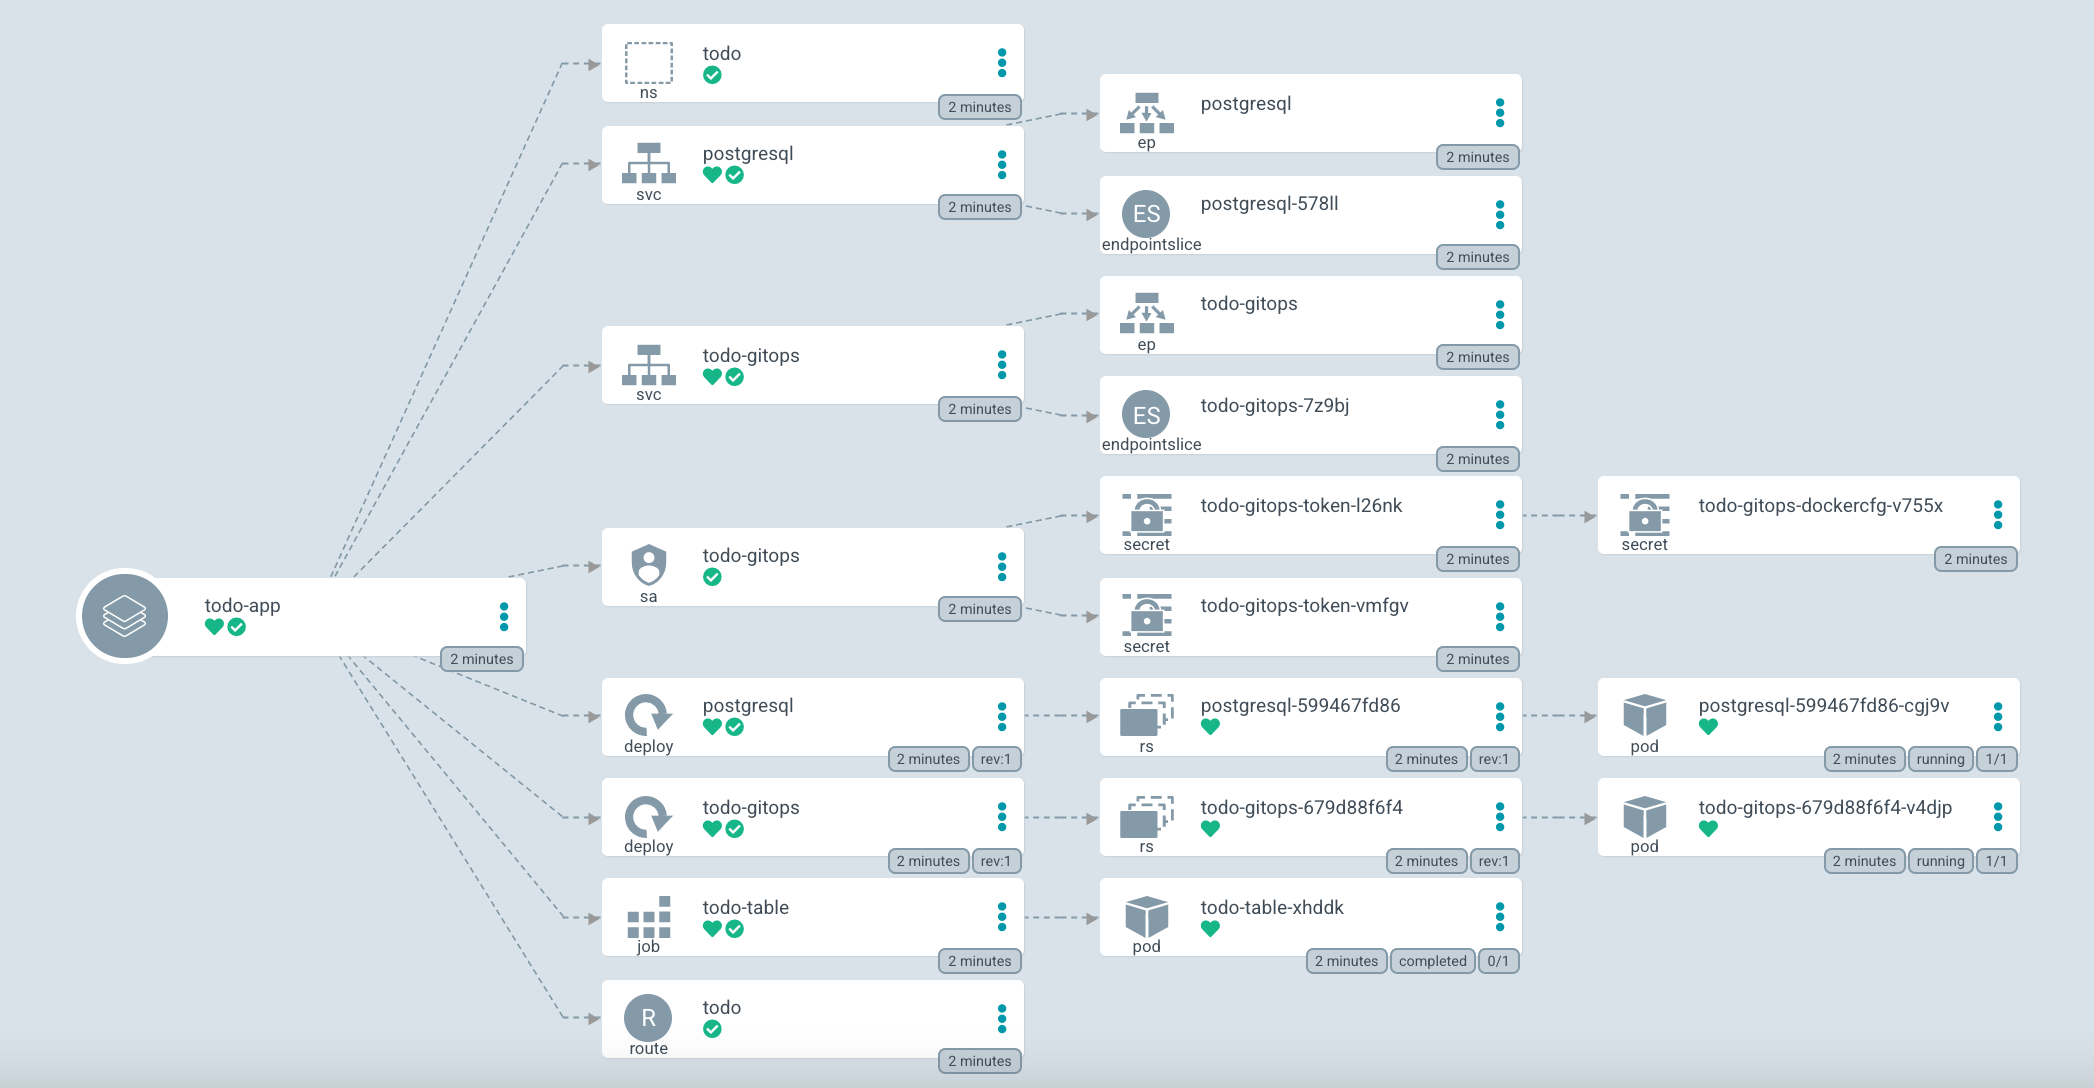 todo-app
2 minutes
todo
ns
2 minutes
postgresql
svc
2 minutes
todo-gitops
svc
2 minutes
todo-gitops
sa
2 minutes
postgresql
deploy
2 minutes
rev:1
todo-gitops
deploy
2 minutes
rev:1
todo-table
job
2 minutes
R
todo
route
2 minutes
postgresql
ep
2 minutes
ES
postgresql-578ll
endpointslice
2 minutes
todo-gitops
ep
2 minutes
ES
todo-gitops-7z9bj
endpointslice
2 minutes
todo-gitops-token-l26nk
secret
2 minutes
todo-gitops-token-vmfgv
secret
2 minutes
postgresql-599467fd86
rs
2 minutes
rev:1
todo-gitops-679d88f6f4
rs
2 minutes
rev:1
todo-table-xhddk
pod
2 minutes
completed
0/1
todo-gitops-dockercfg-v755x
secret
2 minutes
postgresql-599467fd86-cgj9v
pod
2 minutes
running
1/1
todo-gitops-679d88f6f4-v4djp
pod
2 minutes
running
1/1